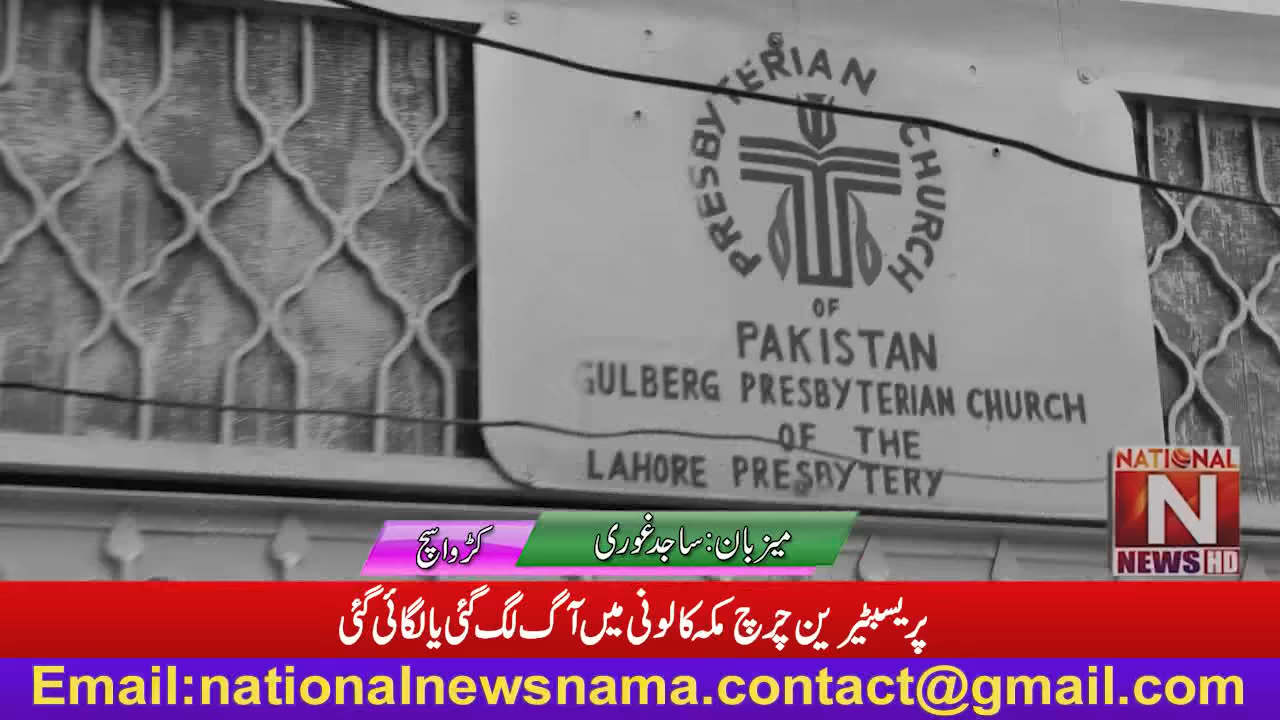 PRESBYTERIAN CHURCH
OF
PAKISTAN
GULBERG PRESBYTERIAN CHURCH
OF THE
LAHORE PRESBYTERY
NATIONAL
N
NEWS HD
میزبان: ساجد غوری
کڑوا سچ
پریسبٹیرین چرچ مکہ کالونی میں آگ لگ گئی یا لگائی گئی
Email:nationalnewsnama.contact@gmail.com